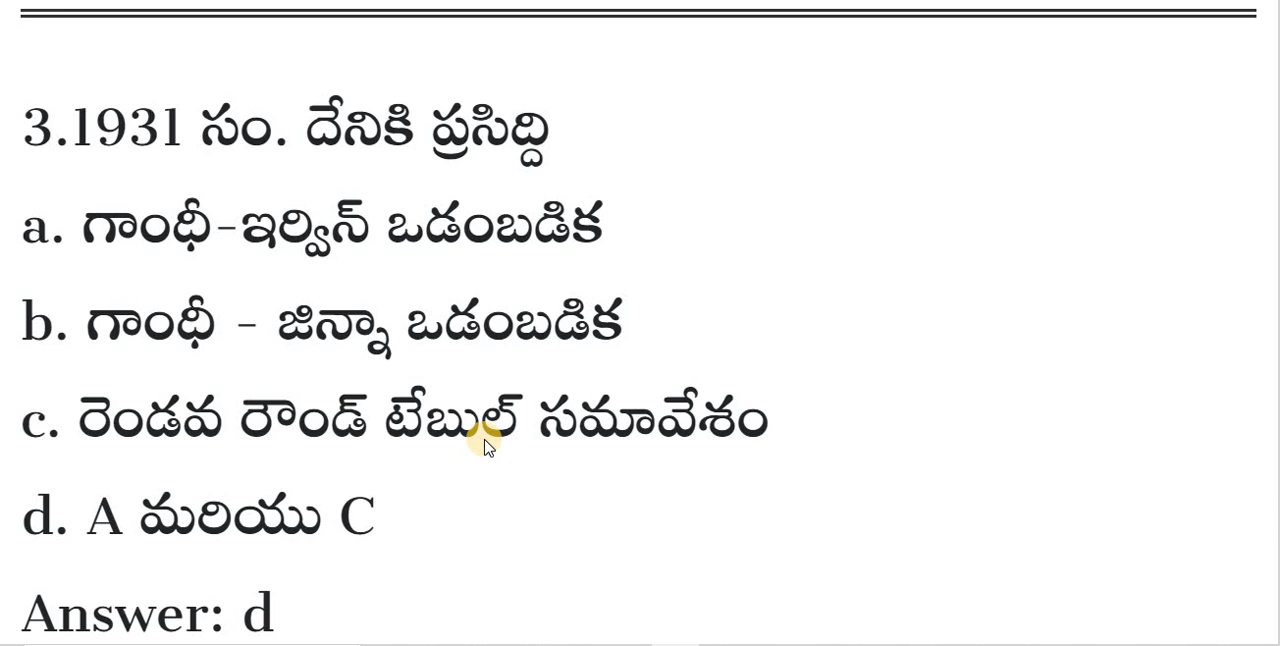 3.1931 సం. దేనికి ప్రసిద్ది
a. గాంధీ-ఇర్విన్ ఒడంబడిక
b. గాంధీ - జిన్నా ఒడంబడిక
c. రెండవ రౌండ్ టేబుల్ సమావేశం
d. A మరియు C
Answer: d